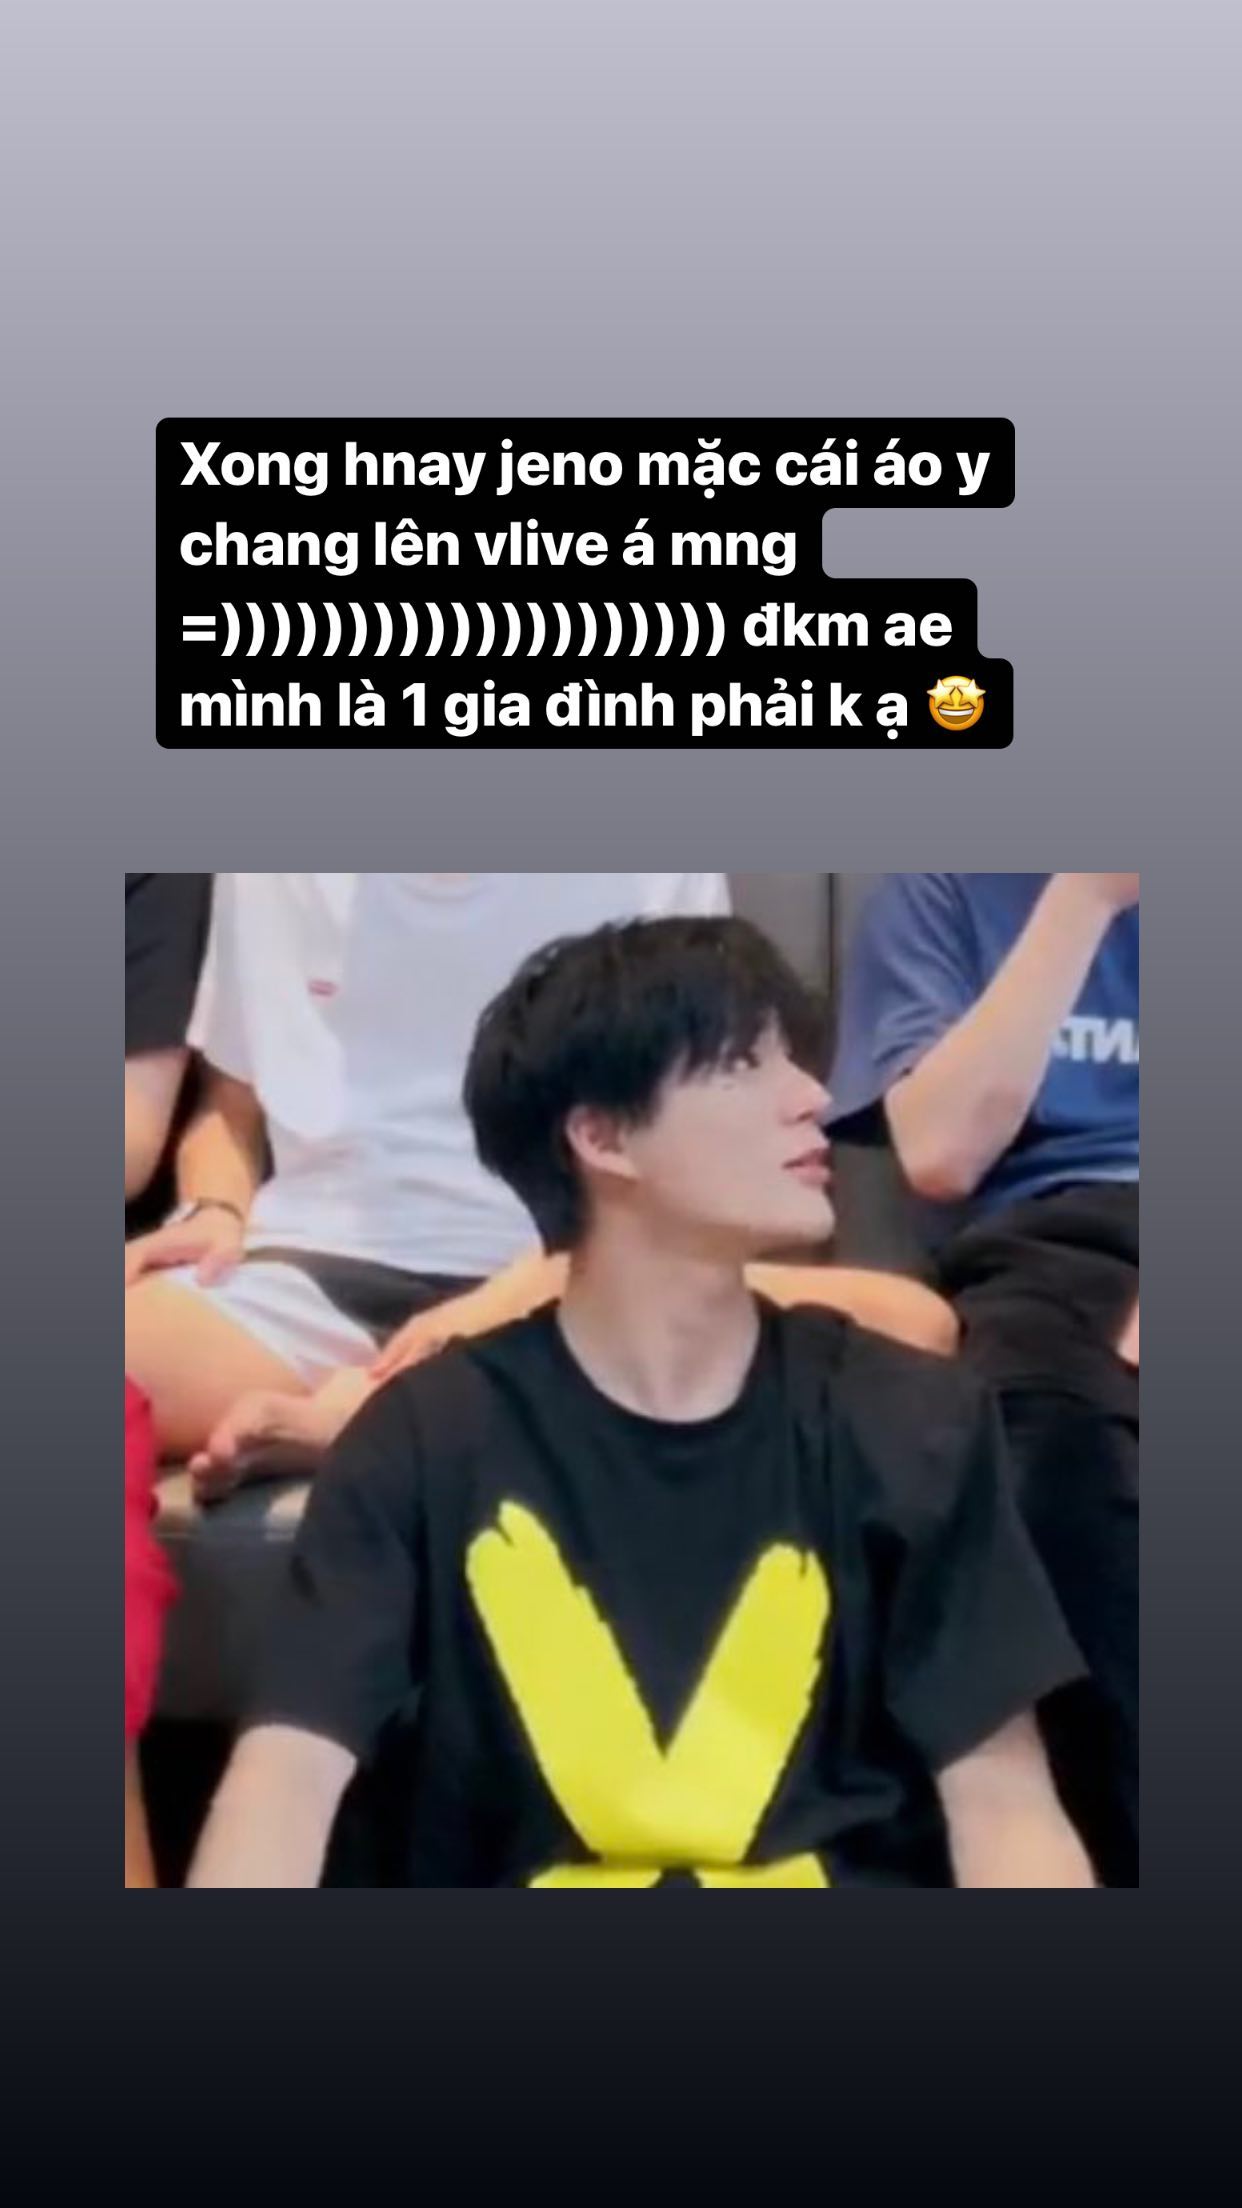 Xong hnay jeno mặc cái áo y
chang lên vlive á mng
=)))))))))))))))))))) đkm ae
mình là 1 gia đình phải k ạ 🤩